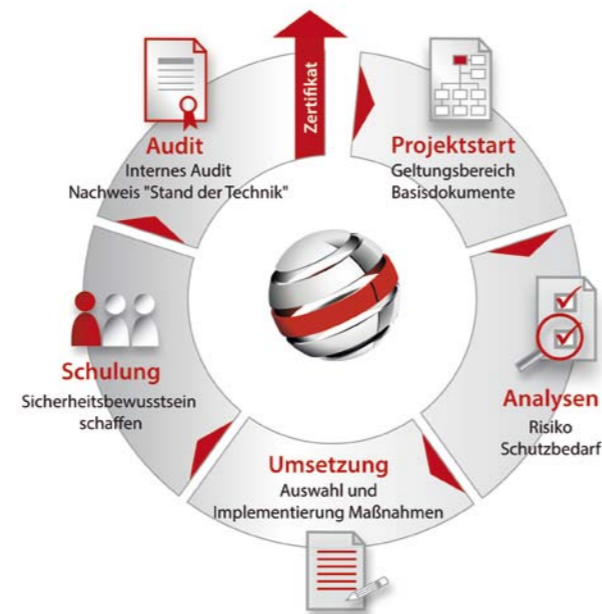 Zertifikat
Projektstart
Geltungsbereich
Basisdokumente
Analysen
Risiko
Schutzbedarf
Umsetzung
Auswahl und
Implementierung Maßnahmen
Schulung
Sicherheitsbewusstsein
schaffen
Audit
Internes Audit
Nachweis "Stand der Technik"